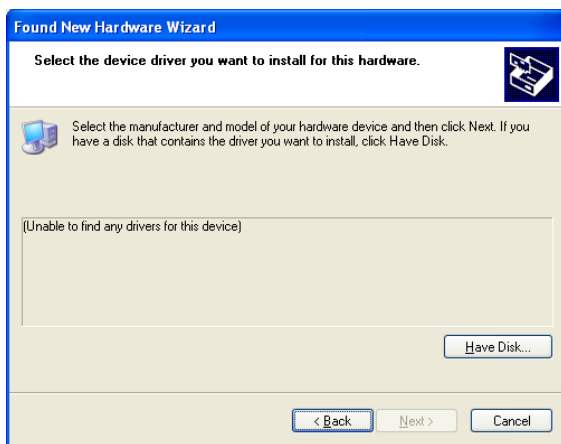 Found New Hardware Wizard
Select the device driver you want to install for this hardware.
Select the manufacturer and model of your hardware device and then click Next. If you
have a disk that contains the driver you want to install, click Have Disk.
(Unable to find any drivers for this device)
Have Disk...
< Back Next > Cancel